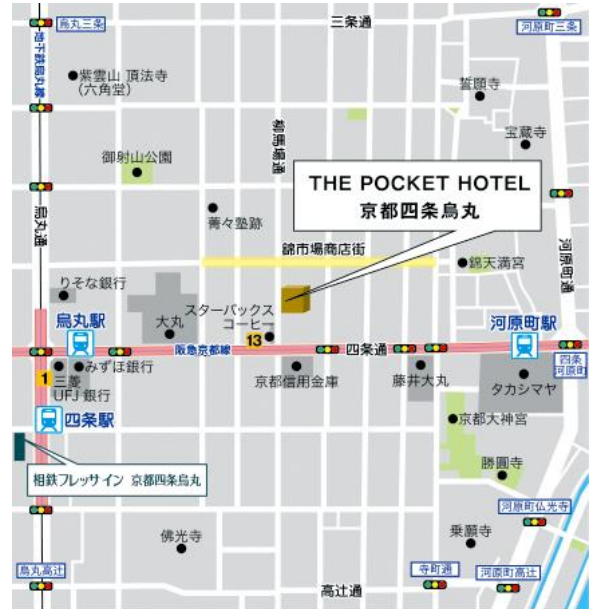 烏丸三条
三条通
河原町三条
地下鉄烏丸線
紫雲山 頂法寺
(六角堂)
誓願寺
柳馬場通
宝蔵寺
御射山公園
THE POCKET HOTEL
京都四条烏丸
烏丸通
菁々塾跡
河原町通
錦市場商店街
錦天満宮
りそな銀行
スターバックス
コーヒー
烏丸駅
大丸
13
河原町駅
阪急京都線
四条通
四条
河原町
1
みずほ銀行
三菱
UFJ 銀行
京都信用金庫
藤井大丸
タカシマヤ
四条駅
京都大神宮
勝圓寺
相鉄フレッサイン 京都四条烏丸
河原町仏光寺
佛光寺
乗願寺
烏丸高辻
高辻通
寺町通
河原町高辻